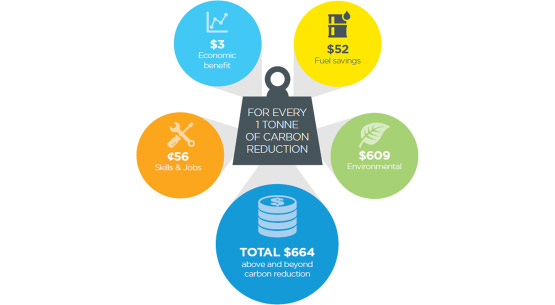 $3
Economic
benefit
$52
Fuel savings
FOR EVERY
1 TONNE
OF CARBON
REDUCTION
¢56
Skills & Jobs
$609
Environmental
$
TOTAL $664
above and beyond
carbon reduction